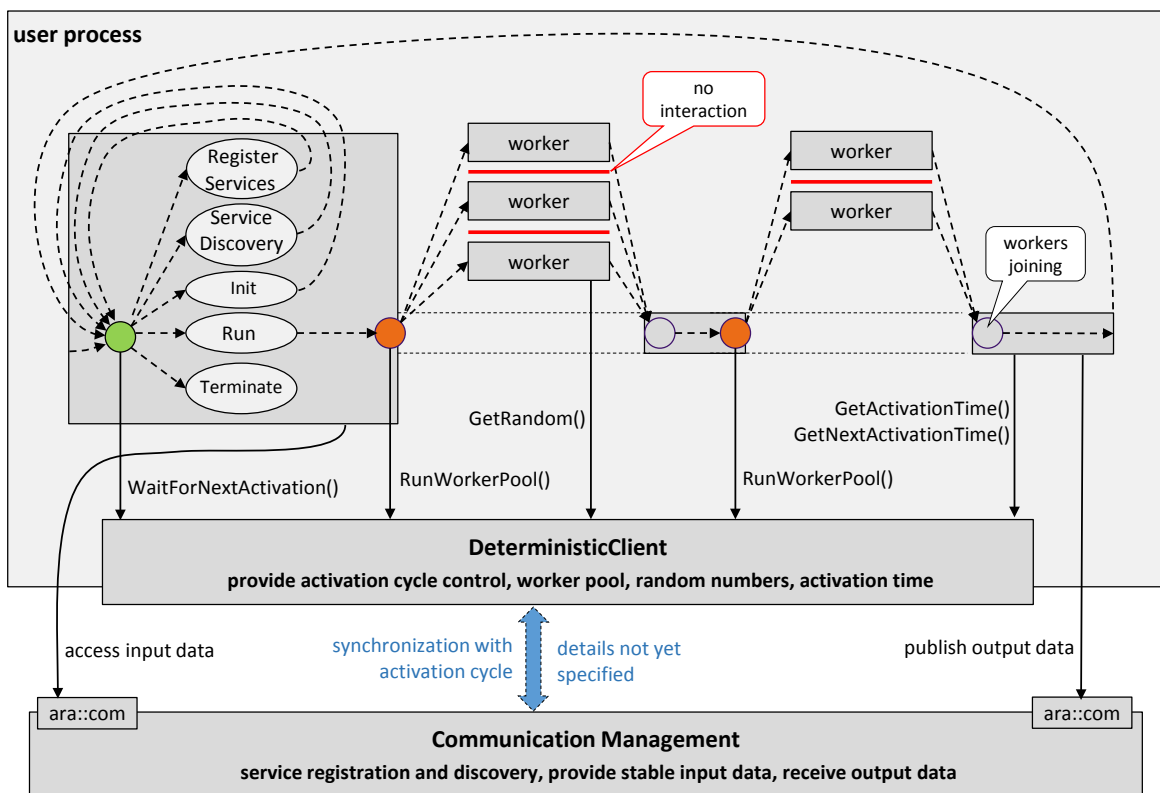 user process
no
interaction
worker
worker
worker
worker
worker
Register
Services
Service
Discovery
Init
Run
Terminate
workers
joining
GetRandom()
GetActivationTime()
GetNextActivationTime()
WaitForNextActivation()
RunWorkerPool()
RunWorkerPool()
DeterministicClient
provide activation cycle control, worker pool, random numbers, activation time
access input data
synchronization with
activation cycle
details not yet
specified
publish output data
ara::com
ara::com
Communication Management
service registration and discovery, provide stable input data, receive output data